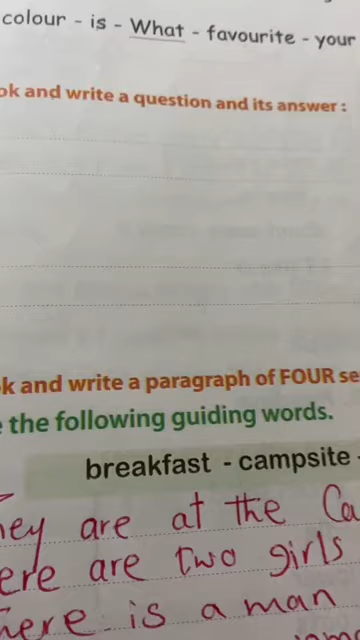 colour - is - What - favourite - your
ok and write a question and its answer :
k and write a paragraph of FOUR se
the following guiding words.
breakfast - campsite -
hey are at the Ca
ere are two girls
here is a man